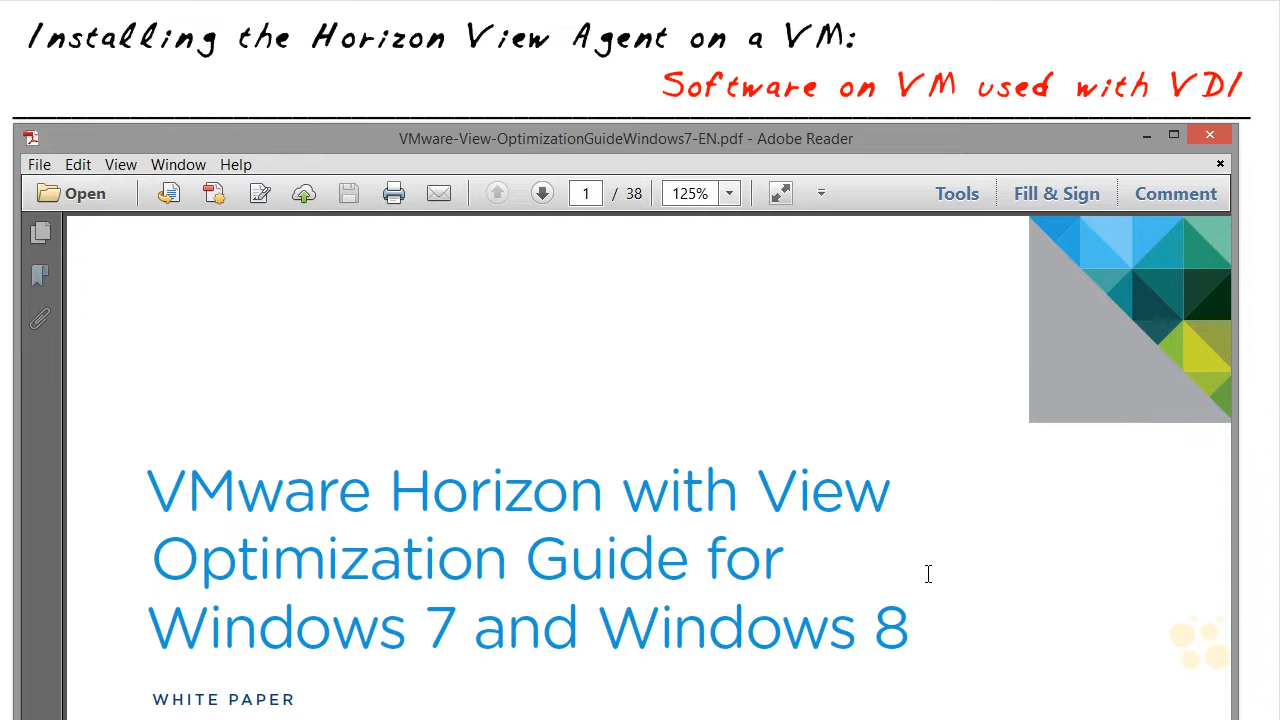 Installing the Horizon View Agent on a VM:
Software on VM used with VDI
VMware-View-OptimizationGuideWindows7-EN.pdf - Adobe Reader
File Edit View Window Help
Open 1 / 38 125% Tools Fill & Sign Comment
VMware Horizon with View
Optimization Guide for
Windows 7 and Windows 8
WHITE PAPER